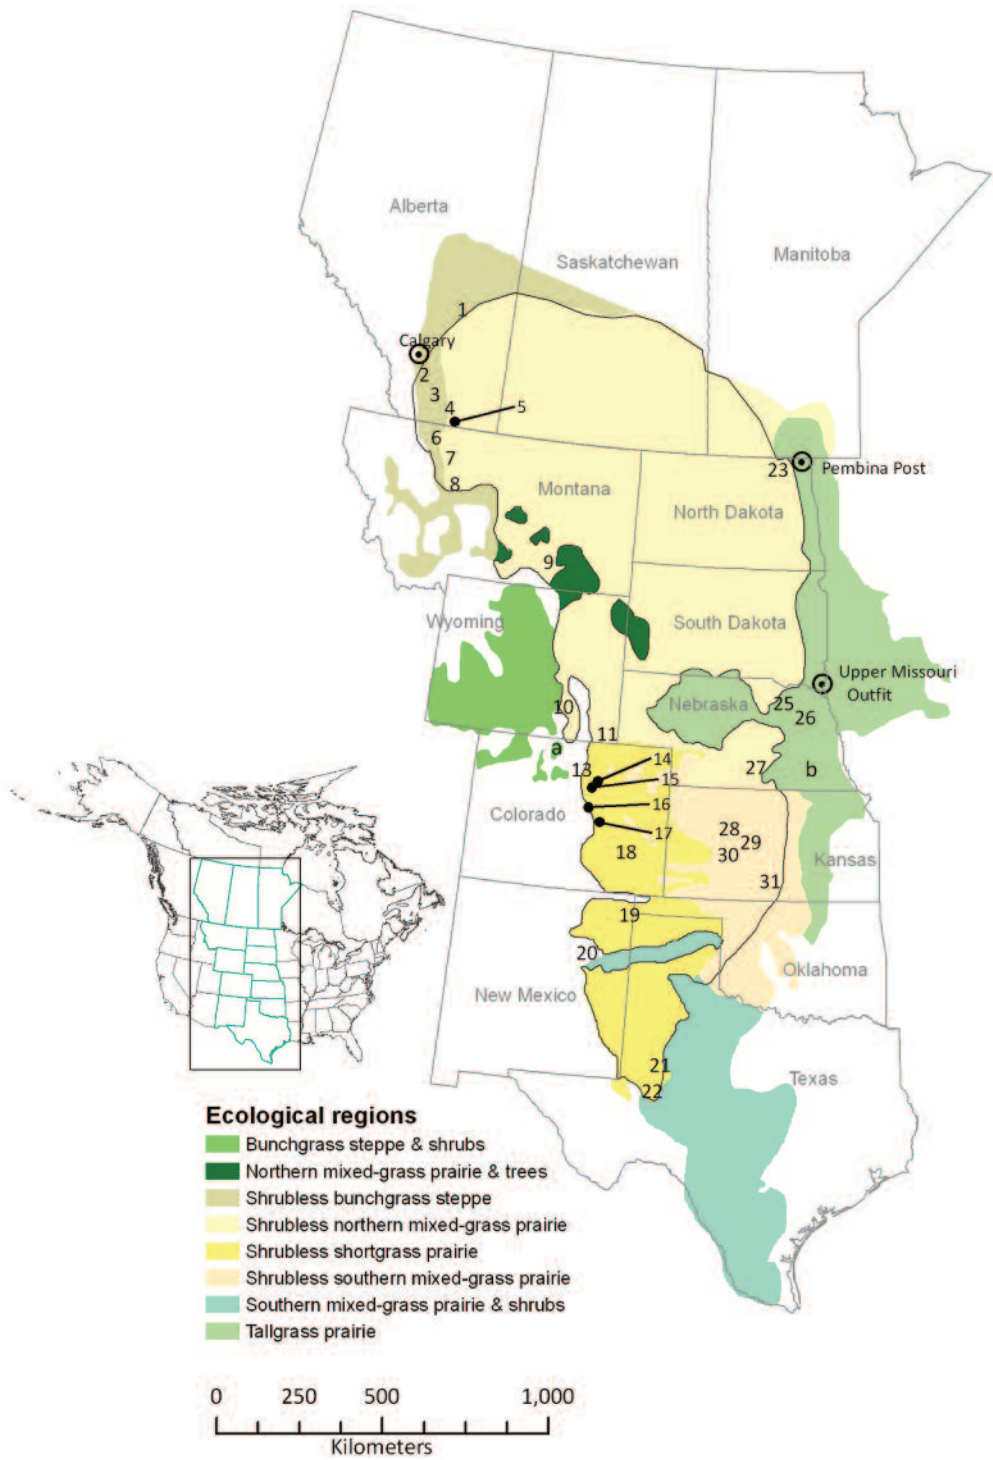 Alberta
Saskatchewan
Manitoba
1
Calgary
2
3
4
5
6
7
8
23
Pembina Post
Montana
North Dakota
9
Wyoming
South Dakota
Upper Missouri
Outfit
10
Nebraska
25
26
11
a
13
14
15
27
b
16
Colorado
17
28
29
18
30
Kansas
31
19
20
Oklahoma
New Mexico
21
22
Texas
Ecological regions
Bunchgrass steppe & shrubs
Northern mixed-grass prairie & trees
Shrubless bunchgrass steppe
Shrubless northern mixed-grass prairie
Shrubless shortgrass prairie
Shrubless southern mixed-grass prairie
Southern mixed-grass prairie & shrubs
Tallgrass prairie
0 250 500 1,000
Kilometers